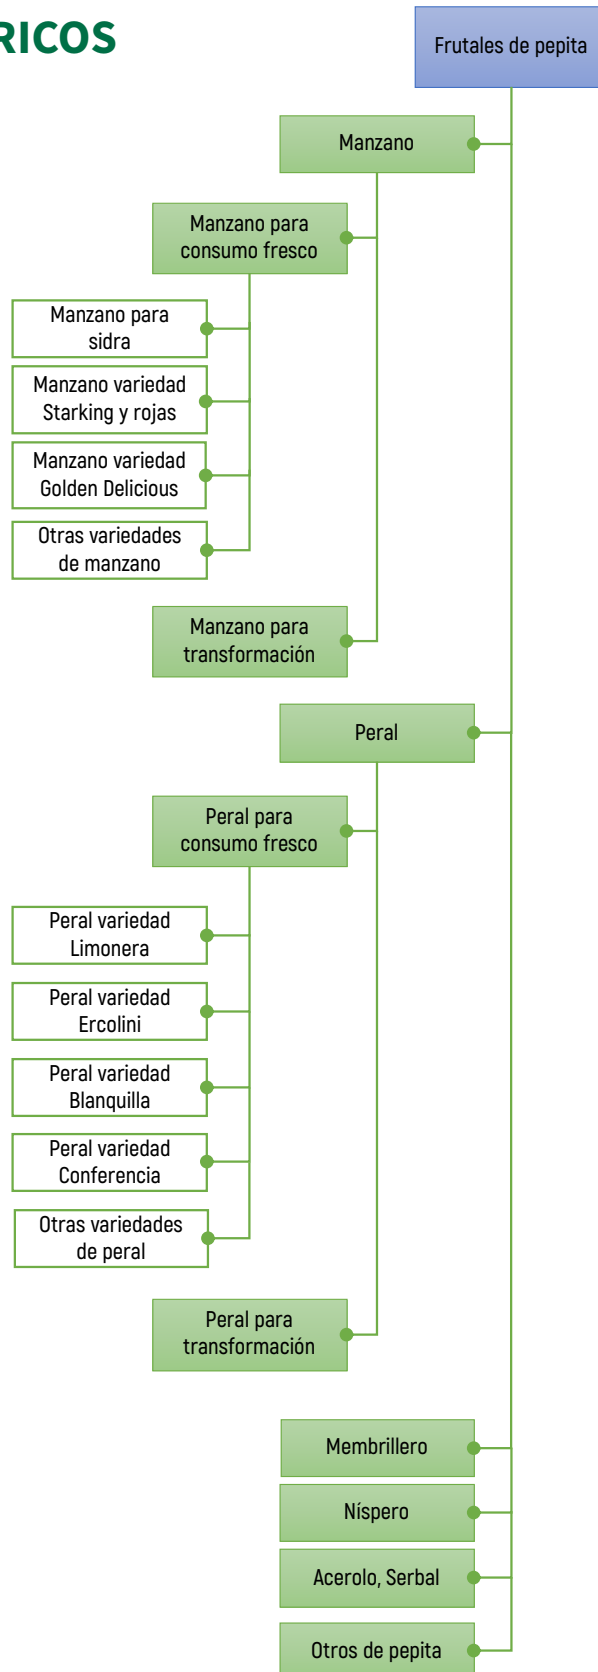 RICOS
Frutales de pepita
Manzano
Manzano para
consumo fresco
Manzano para
sidra
Manzano variedad
Starking y rojas
Manzano variedad
Golden Delicious
Otras variedades
de manzano
Manzano para
transformación
Peral
Peral para
consumo fresco
Peral variedad
Limonera
Peral variedad
Ercolini
Peral variedad
Blanquilla
Peral variedad
Conferencia
Otras variedades
de peral
Peral para
transformación
Membrillero
Níspero
Acerolo, Serbal
Otros de pepita